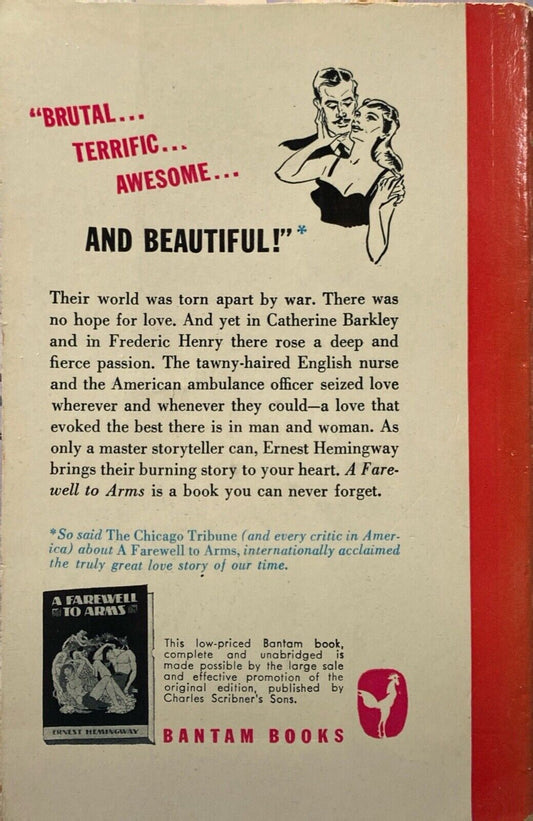 “BRUTAL...
TERRIFIC...
AWESOME...
AND BEAUTIFUL!”*
Their world was torn apart by war. There was
no hope for love. And yet in Catherine Barkley
and in Frederic Henry there rose a deep and
fierce passion. The tawny-haired English nurse
and the American ambulance officer seized love
wherever and whenever they could—a love that
evoked the best there is in man and woman. As
only a master storyteller can, Ernest Hemingway
brings their burning story to your heart. A Fare-
well to Arms is a book you can never forget.
*So said The Chicago Tribune (and every critic in Amer-
ica) about A Farewell to Arms, internationally acclaimed
the truly great love story of our time.
A FAREWELL
TO ARMS
ERNEST HEMINGWAY
This low-priced Bantam book,
complete and unabridged is
made possible by the large sale
and effective promotion of the
original edition, published by
Charles Scribner's Sons.
BANTAM BOOKS